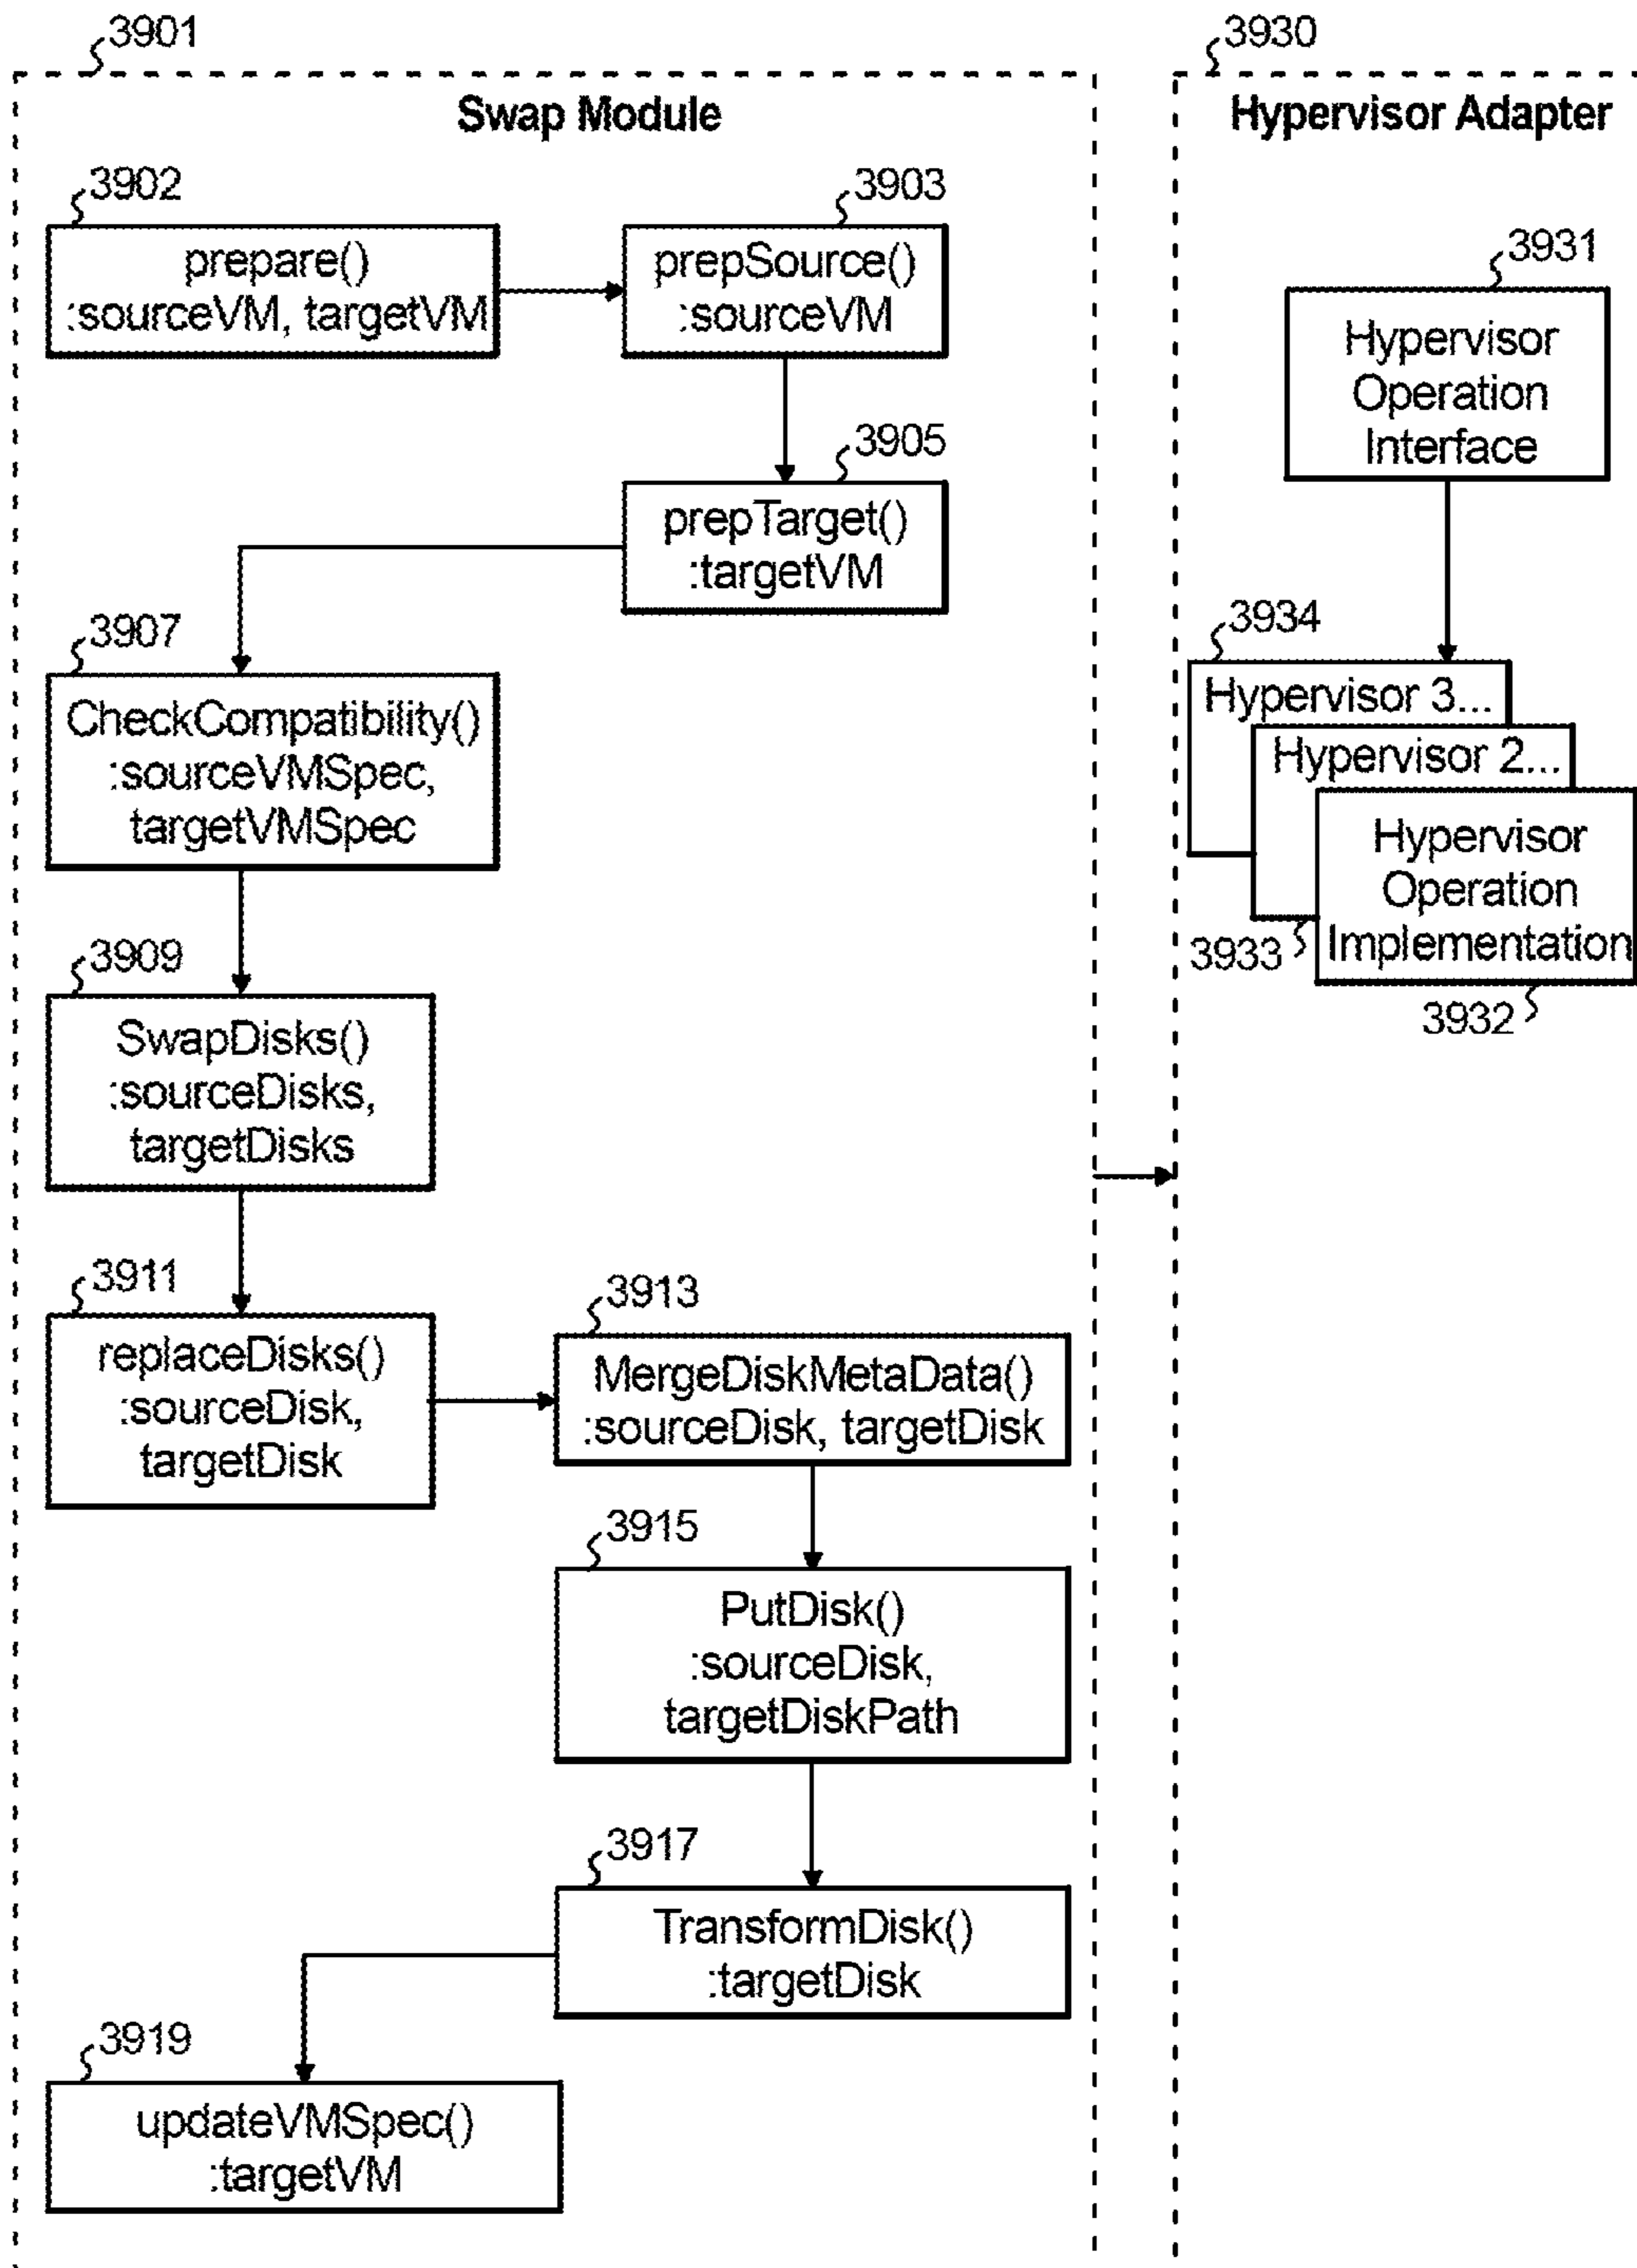 3901
Swap Module
3902
prepare()
:sourceVM, targetVM
3903
prepSource()
:sourceVM
3905
prepTarget()
:targetVM
3907
CheckCompatibility()
:sourceVMSpec,
targetVMSpec
3909
SwapDisks()
:sourceDisks,
targetDisks
3911
replaceDisks()
:sourceDisk,
targetDisk
3913
MergeDiskMetaData()
:sourceDisk, targetDisk
3915
PutDisk()
:sourceDisk,
targetDiskPath
3917
TransformDisk()
:targetDisk
3919
updateVMSpec()
:targetVM
3930
Hypervisor Adapter
3931
Hypervisor
Operation
Interface
3934
Hypervisor 3...
Hypervisor 2...
Hypervisor
Operation
Implementation
3933
3932